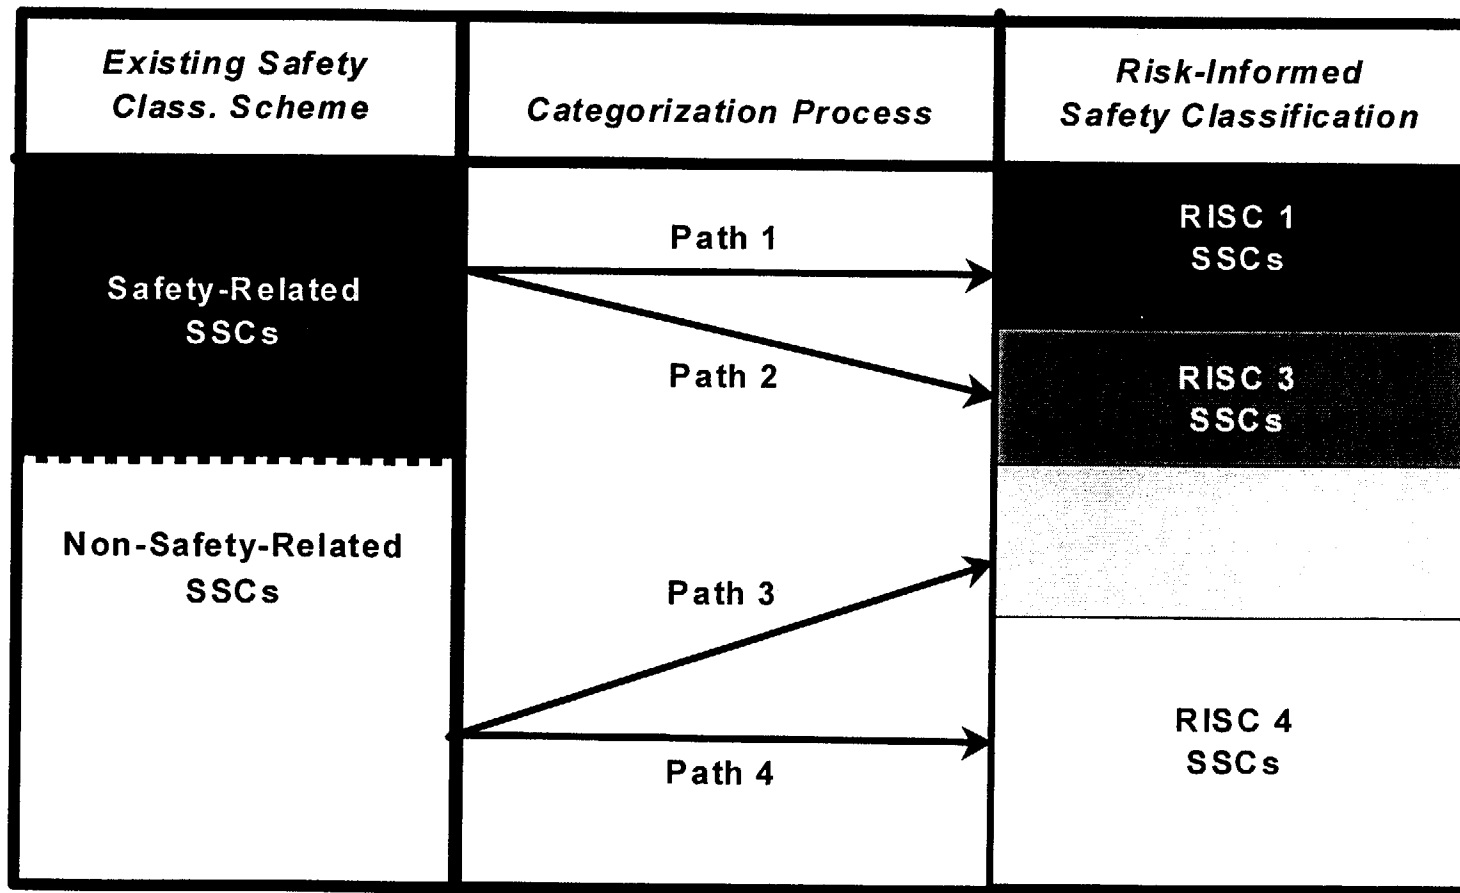 Existing Safety
Class. Scheme
Categorization Process
Risk-Informed
Safety Classification
Safety-Related
SSCs
Non-Safety-Related
SSCs
Path 1
Path 2
Path 3
Path 4
RISC 1
SSCs
RISC 3
SSCs
RISC 4
SSCs